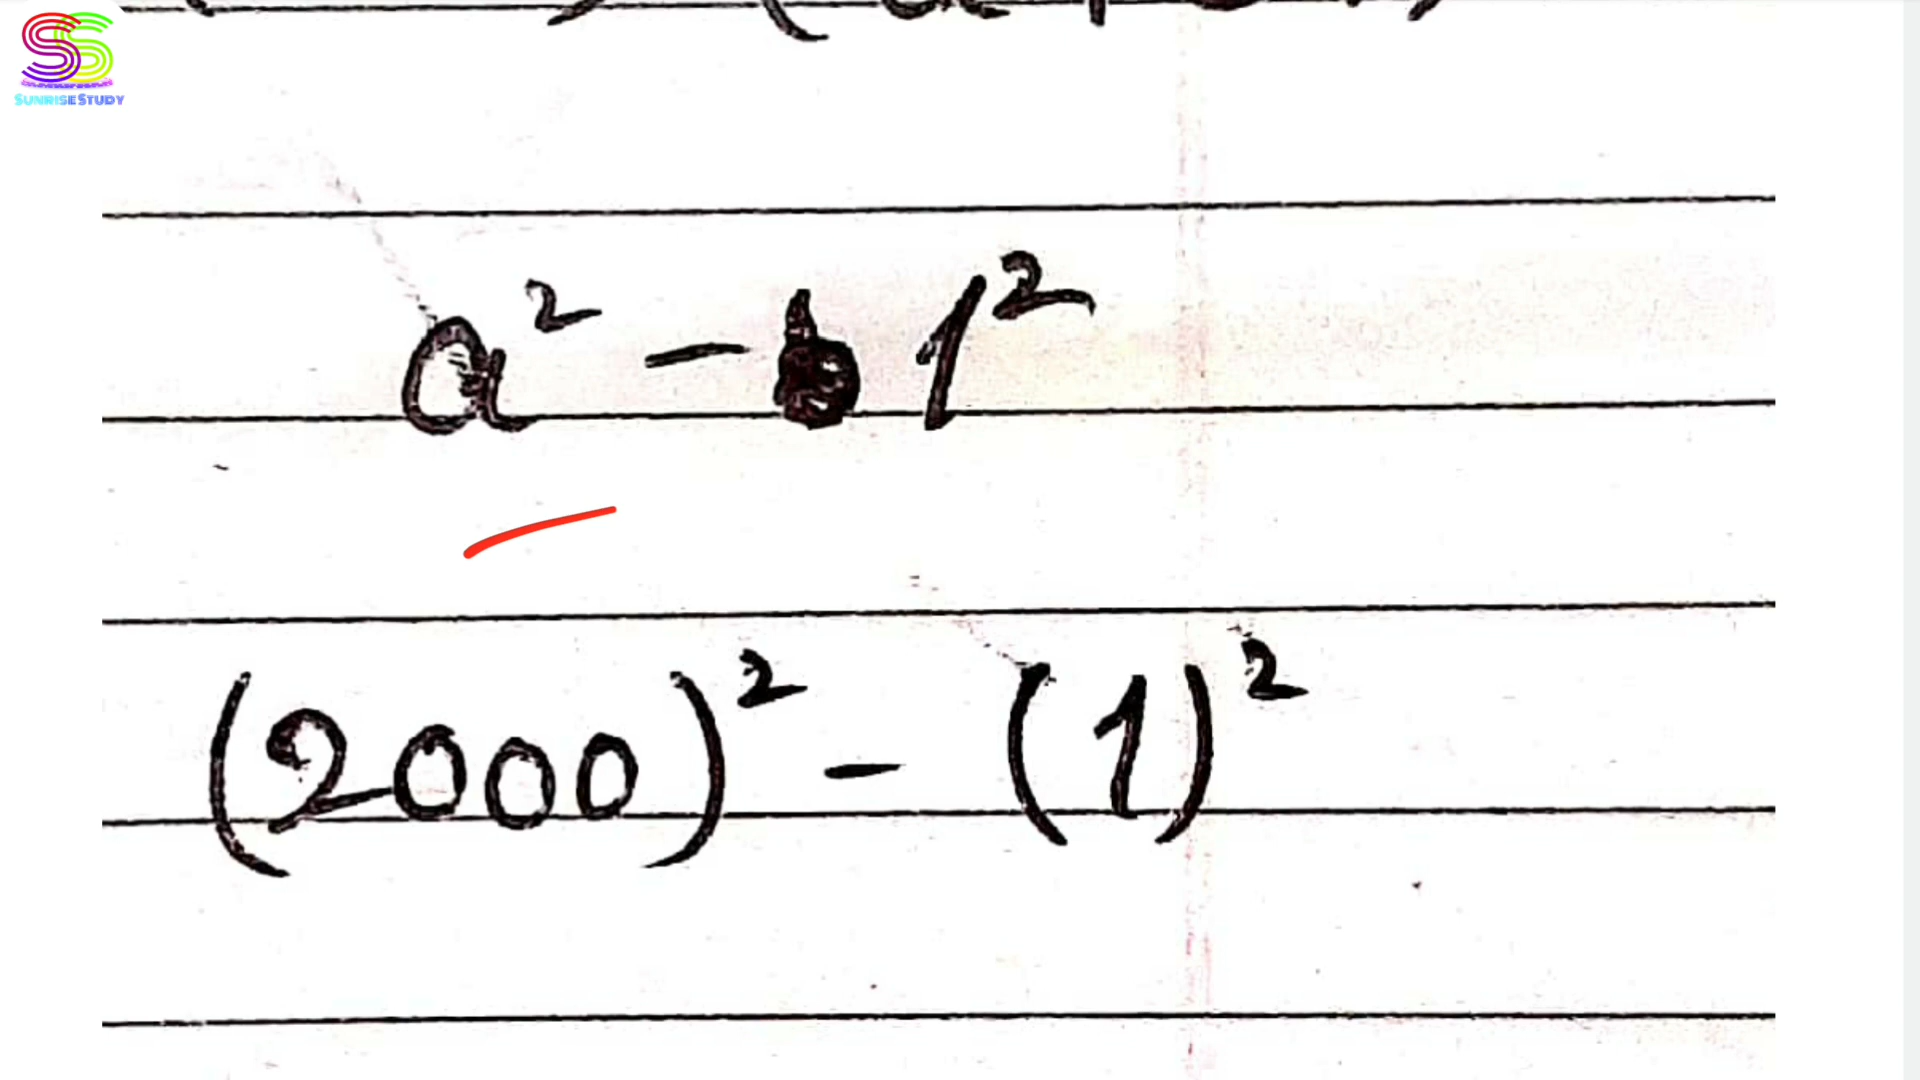 SUNRISE STUDY
a² - 1²
(2000)² - (1)²